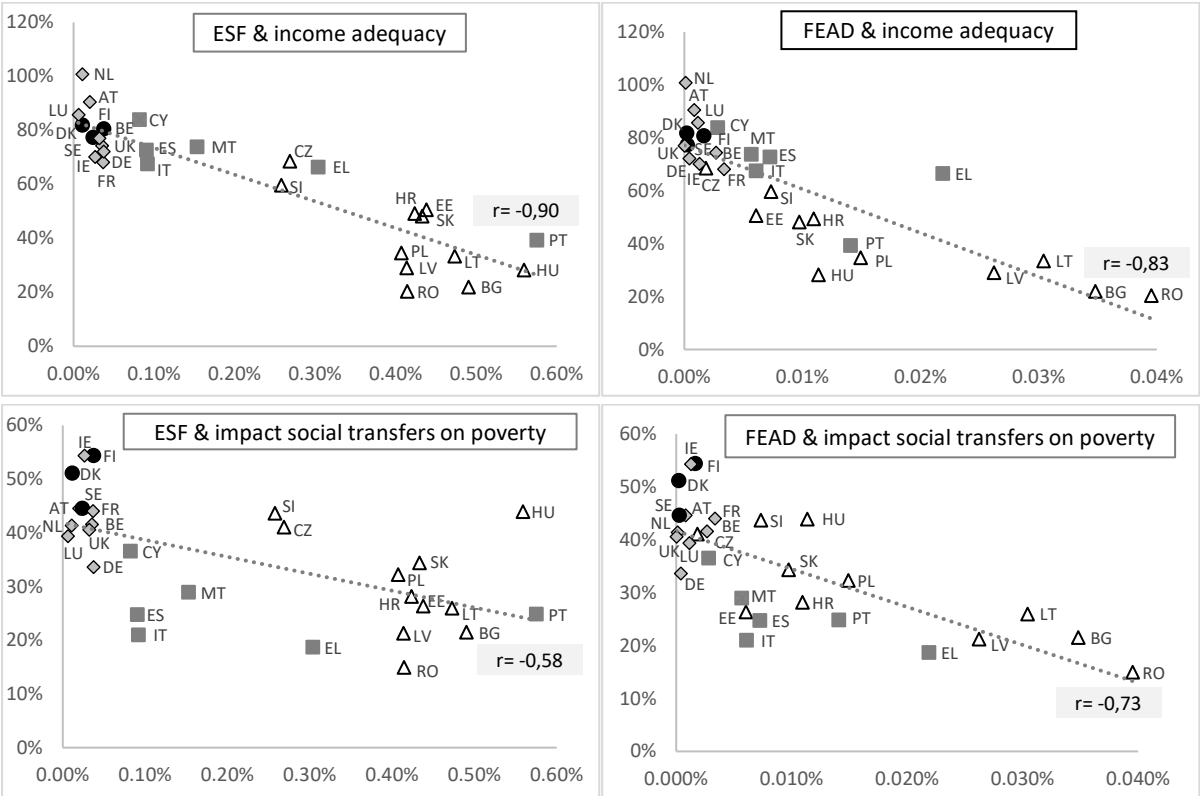 ESF & income adequacy
120%
100%
80%
60%
40%
20%
0%
NL
AT
LU
FI
DK
BE
CY
UK
ES
MT
SE
DE
IT
IE
FR
CZ
EL
SI
HR
EE
SK
r= -0,90
PT
PL
LT
LV
HU
RO
BG
0.00% 0.10% 0.20% 0.30% 0.40% 0.50% 0.60%
FEAD & income adequacy
120%
100%
80%
60%
40%
20%
0%
NL
AT
LU
DK
CY
FI
MT
UK
SE
BE
ES
DE
IT
IE
CZ
FR
EL
SI
EE
HR
SK
PT
PL
HU
LT
r= -0,83
LV
BG
RO
0.00% 0.01% 0.02% 0.03% 0.04%
ESF & impact social transfers on poverty
60%
50%
40%
30%
20%
10%
0%
IE
FI
DK
SE
AT
FR
NL
BE
UK
LU
DE
CY
SI
CZ
HU
MT
ES
IT
EL
SK
PL
HR
EE
LT
PT
LV
BG
RO
r= -0,58
0.00% 0.10% 0.20% 0.30% 0.40% 0.50% 0.60%
FEAD & impact social transfers on poverty
60%
50%
40%
30%
20%
10%
0%
IE
FI
DK
SE
AT
FR
NL
BE
SI
HU
UK
LU
CZ
CY
DE
SK
PL
MT
HR
EE
ES
PT
IT
EL
LT
LV
BG
RO
r= -0,73
0.000% 0.010% 0.020% 0.030% 0.040%